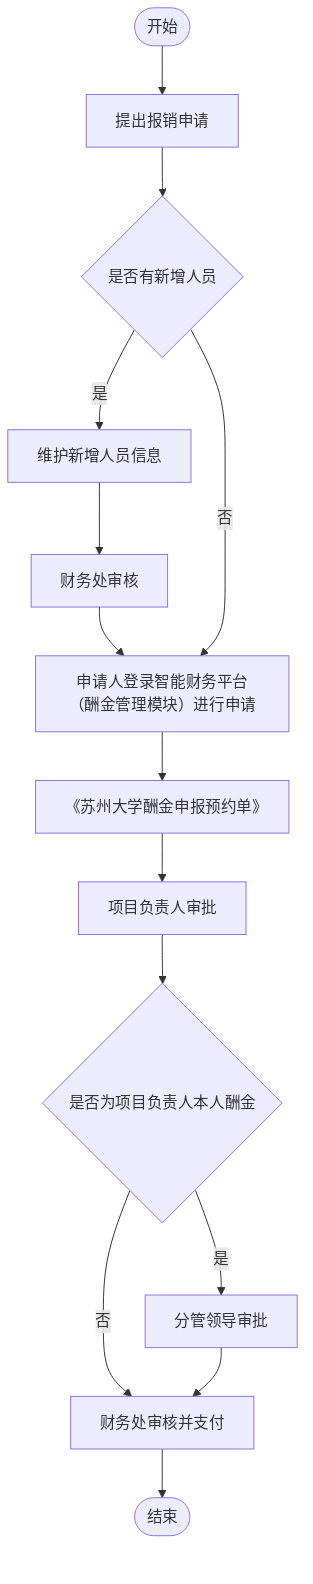 开始
提出报销申请
是否有新增人员
是
维护新增人员信息
否
财务处审核
申请人登录智能财务平台
（酬金管理模块）进行申请
《苏州大学酬金申报预约单》
项目负责人审批
是否为项目负责人本人酬金
是
否
分管领导审批
财务处审核并支付
结束